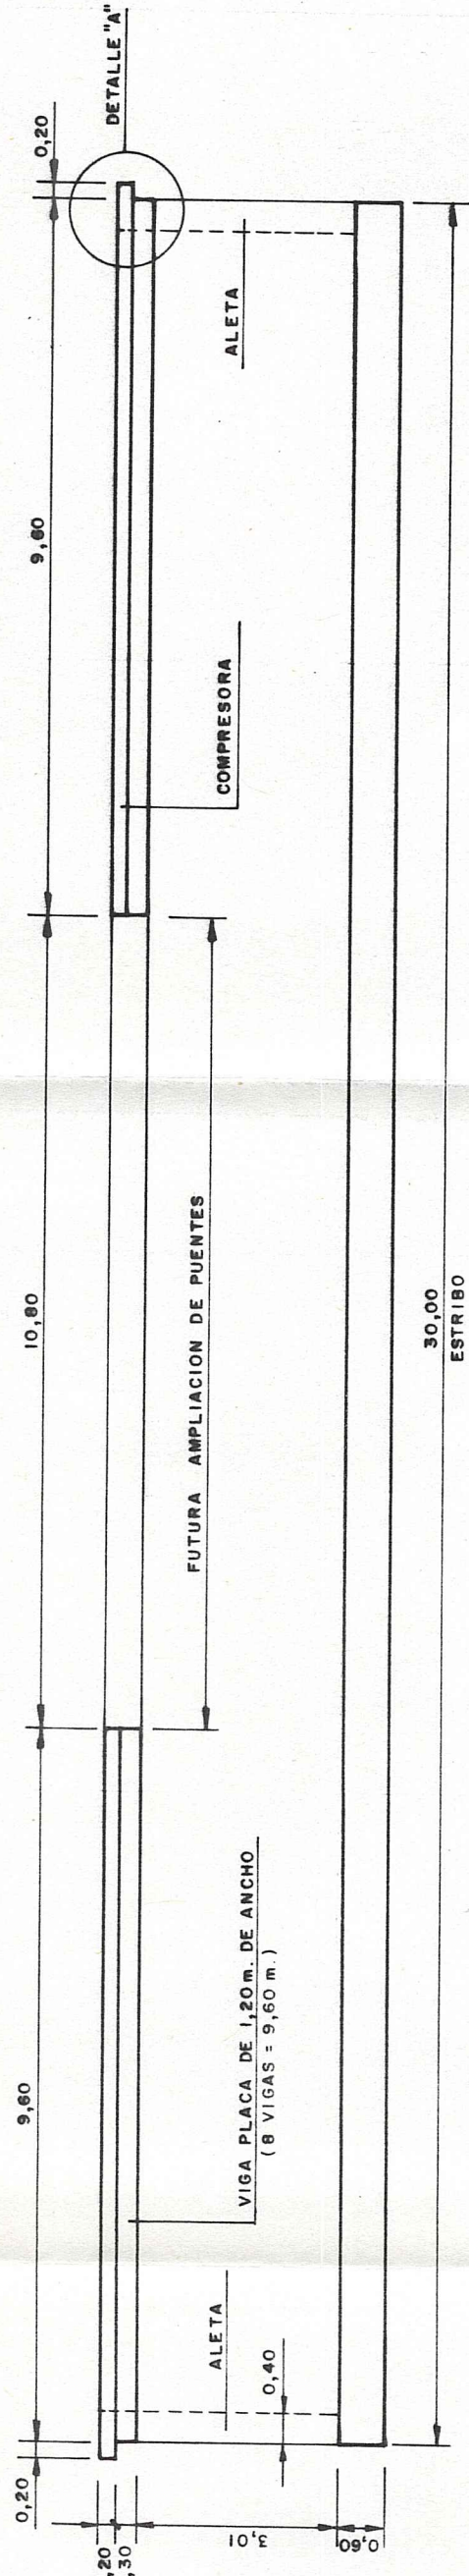 0,20
9,60
10,80
9,60
0,20
DETALLE "A"
,20
,30
3,01
0,60
ALETA
0,40
VIGA PLACA DE 1,20 m. DE ANCHO
(8 VIGAS = 9,60 m.)
FUTURA AMPLIACION DE PUENTES
COMPRESORA
ALETA
30,00
ESTRIBO